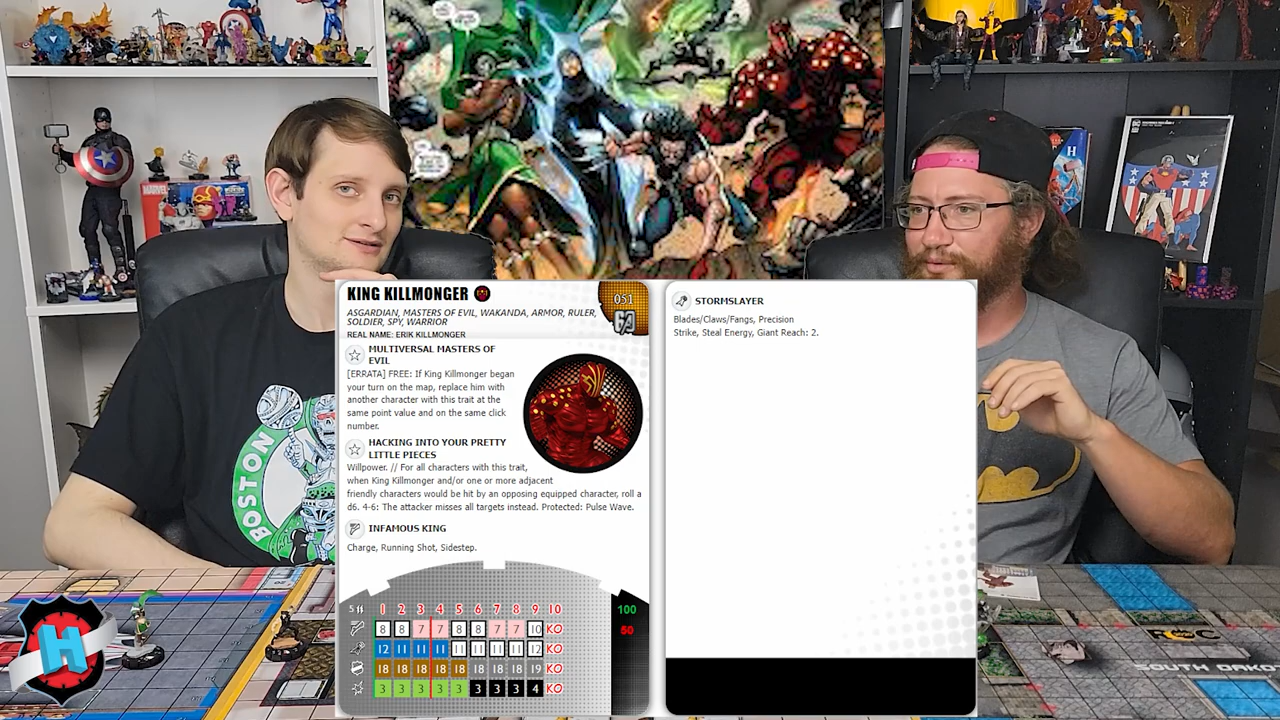 KING KILLMONGER
051
ASGARDIAN, MASTERS OF EVIL, WAKANDA, ARMOR, RULER,
SOLDIER, SPY, WARRIOR
REAL NAME: ERIK KILLMONGER
MULTIVERSAL MASTERS OF
EVIL
[ERRATA] FREE: If King Killmonger began
your turn on the map, replace him with
another character with this trait at the
same point value and on the same click
number.
HACKING INTO YOUR PRETTY
LITTLE PIECES
Willpower. // For all characters with this trait,
when King Killmonger and/or one or more adjacent
friendly characters would be hit by an opposing equipped character, roll a
d6. 4-6: The attacker misses all targets instead. Protected: Pulse Wave.
INFAMOUS KING
Charge, Running Shot, Sidestep.
5 1 2 3 4 5 6 7 8 9 10
8 8 7 7 8 8 7 7 10 KO
12 11 11 11 11 11 11 11 12 KO
18 18 18 18 18 18 18 18 19 KO
3 3 3 3 3 3 3 3 4 KO
100
50
STORMSLAYER
Blades/Claws/Fangs, Precision
Strike, Steal Energy, Giant Reach: 2.
BOSTON
MARVEL
H
H
ROC
SOUTH DAKO